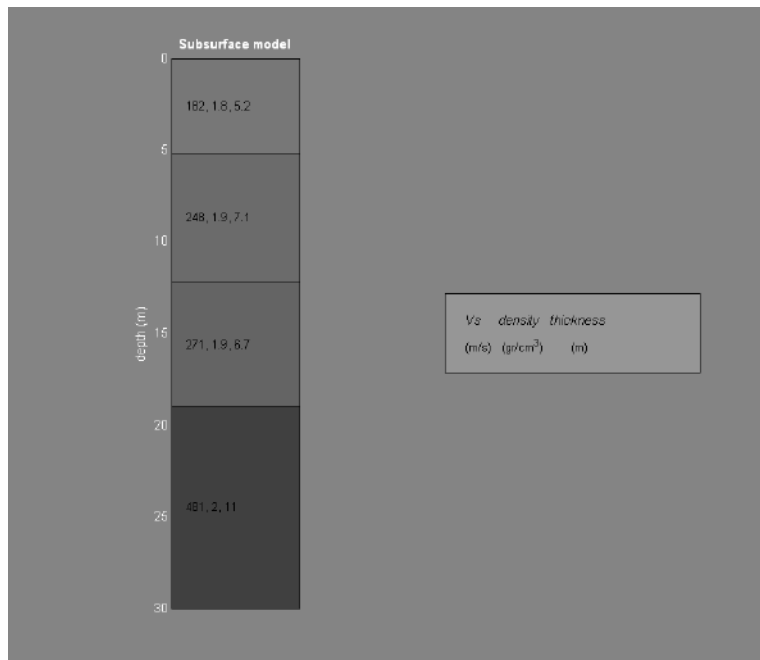 Subsurface model
0
182, 1.8, 5.2
5
248, 1.9, 7.1
10
depth (m)
15
271, 1.9, 6.7
20
481, 2, 11
25
30
Vs density thickness
(m/s) (gr/cm³) (m)